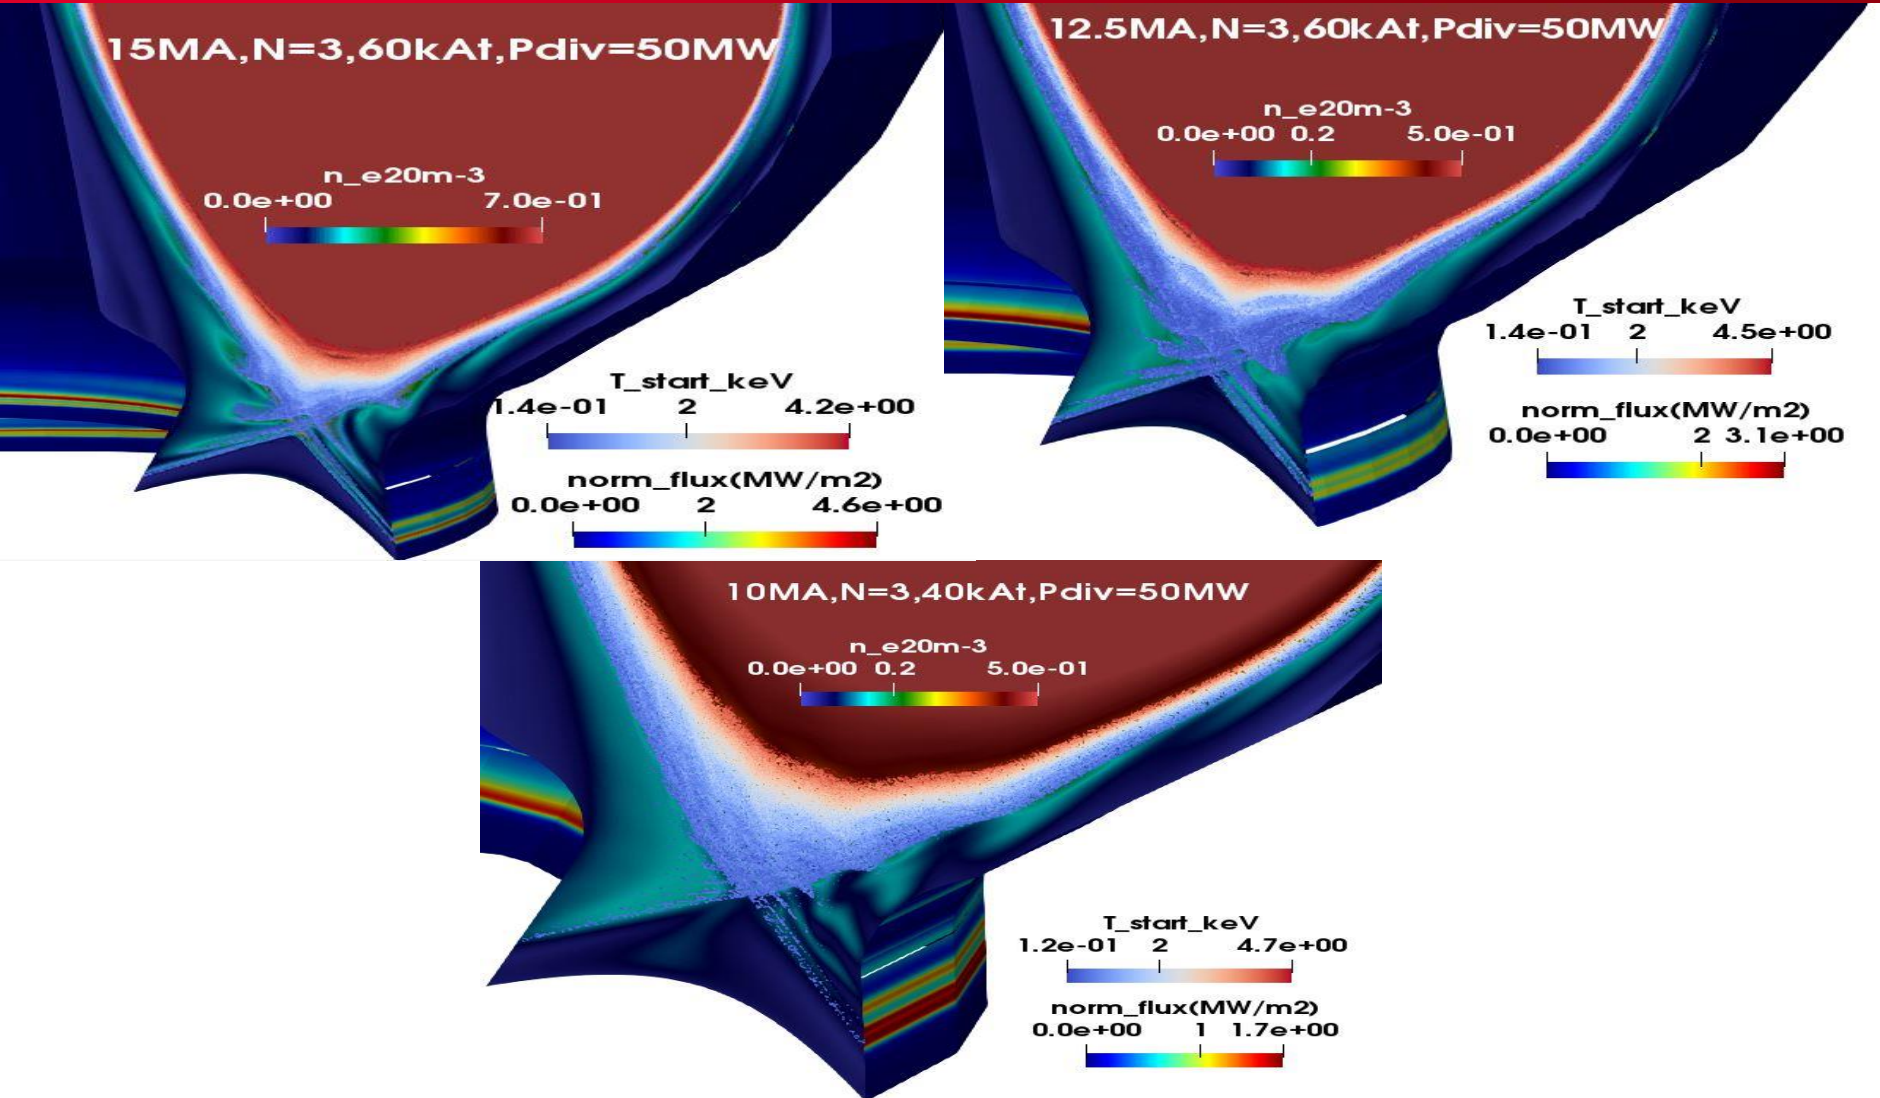 15MA,N=3,60kAt,Pdiv=50MW
n_e20m-3
0.0e+00 7.0e-01
T_start_keV
1.4e-01 2 4.2e+00
norm_flux(MW/m2)
0.0e+00 2 4.6e+00
12.5MA,N=3,60kAt,Pdiv=50MW
n_e20m-3
0.0e+00 0.2 5.0e-01
T_start_keV
1.4e-01 2 4.5e+00
norm_flux(MW/m2)
0.0e+00 2 3.1e+00
10MA,N=3,40kAt,Pdiv=50MW
n_e20m-3
0.0e+00 0.2 5.0e-01
T_start_keV
1.2e-01 2 4.7e+00
norm_flux(MW/m2)
0.0e+00 1 1.7e+00